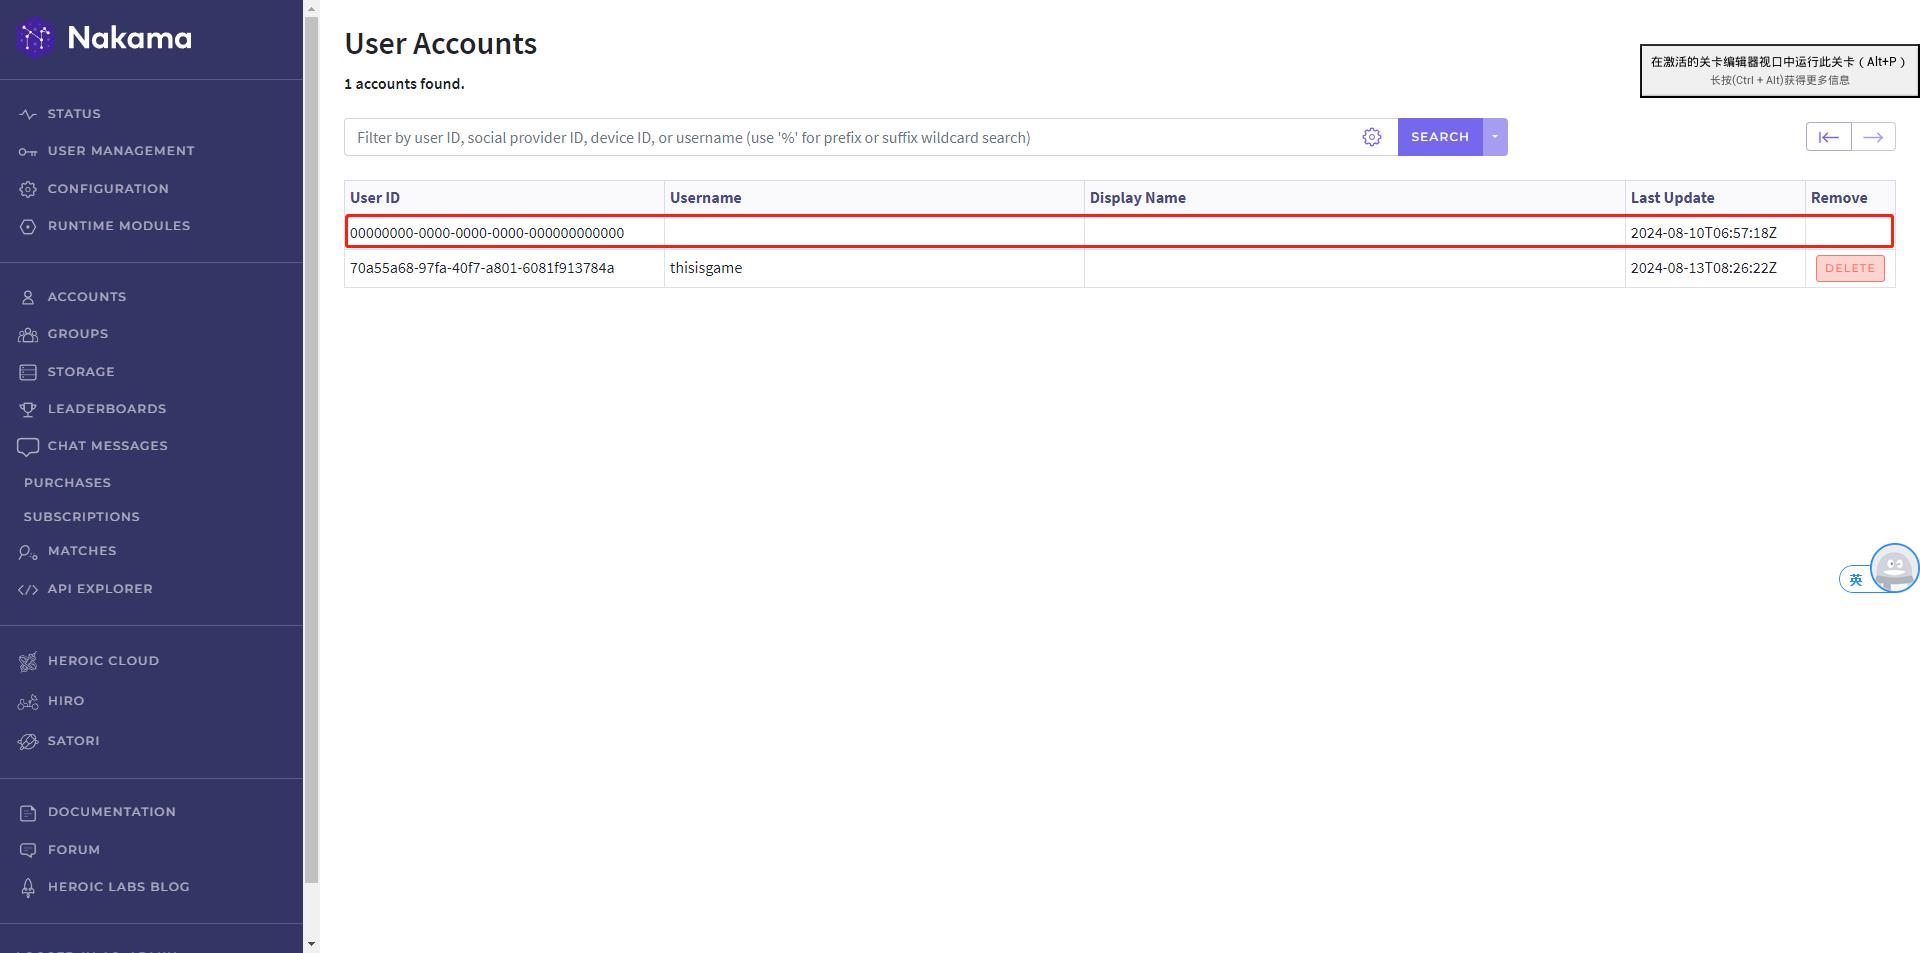 Nakama
STATUS
USER MANAGEMENT
CONFIGURATION
RUNTIME MODULES
ACCOUNTS
GROUPS
STORAGE
LEADERBOARDS
CHAT MESSAGES
PURCHASES
SUBSCRIPTIONS
MATCHES
API EXPLORER
HEROIC CLOUD
HIRO
SATORI
DOCUMENTATION
FORUM
HEROIC LABS BLOG
User Accounts
1 accounts found.
在激活的关卡编辑器视口中运行此关卡（Alt+P）
长按(Ctrl + Alt)获得更多信息
Filter by user ID, social provider ID, device ID, or username (use '%' for prefix or suffix wildcard search)
SEARCH
User ID Username Display Name Last Update Remove
00000000-0000-0000-0000-000000000000 2024-08-10T06:57:18Z
70a55a68-97fa-40f7-a801-6081f913784a thisisgame 2024-08-13T08:26:22Z DELETE
英